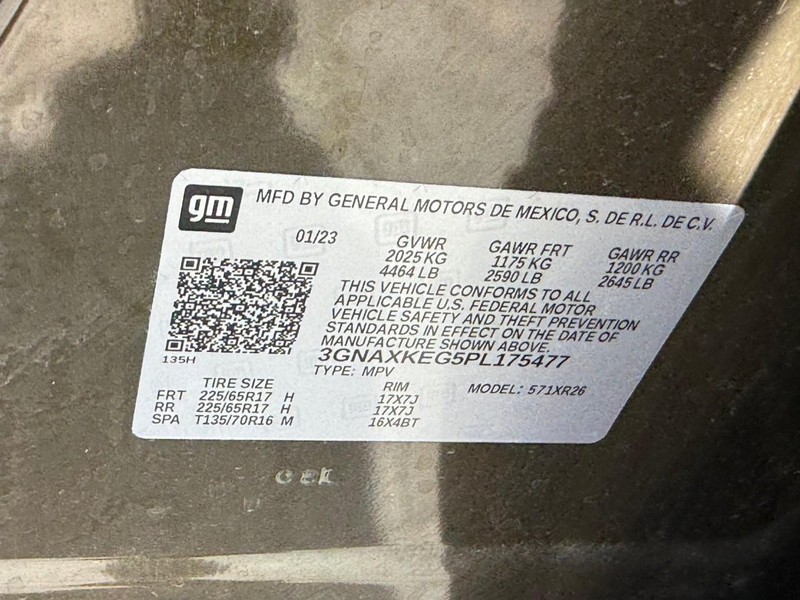 gm MFD BY GENERAL MOTORS DE MEXICO, S. DE R.L. DE C.V.
01/23 GVWR GAWR FRT GAWR RR
2025 KG 1175 KG 1200 KG
4464 LB 2590 LB 2645 LB
THIS VEHICLE CONFORMS TO ALL
APPLICABLE U.S. FEDERAL MOTOR
VEHICLE SAFETY AND THEFT PREVENTION
STANDARDS IN EFFECT ON THE DATE OF
MANUFACTURE SHOWN ABOVE.
135H 3GNAXKEG5PL175477
TYPE: MPV
TIRE SIZE RIM MODEL: 571XR26
FRT 225/65R17 H 17X7J
RR 225/65R17 H 17X7J
SPA T135/70R16 M 16X4BT